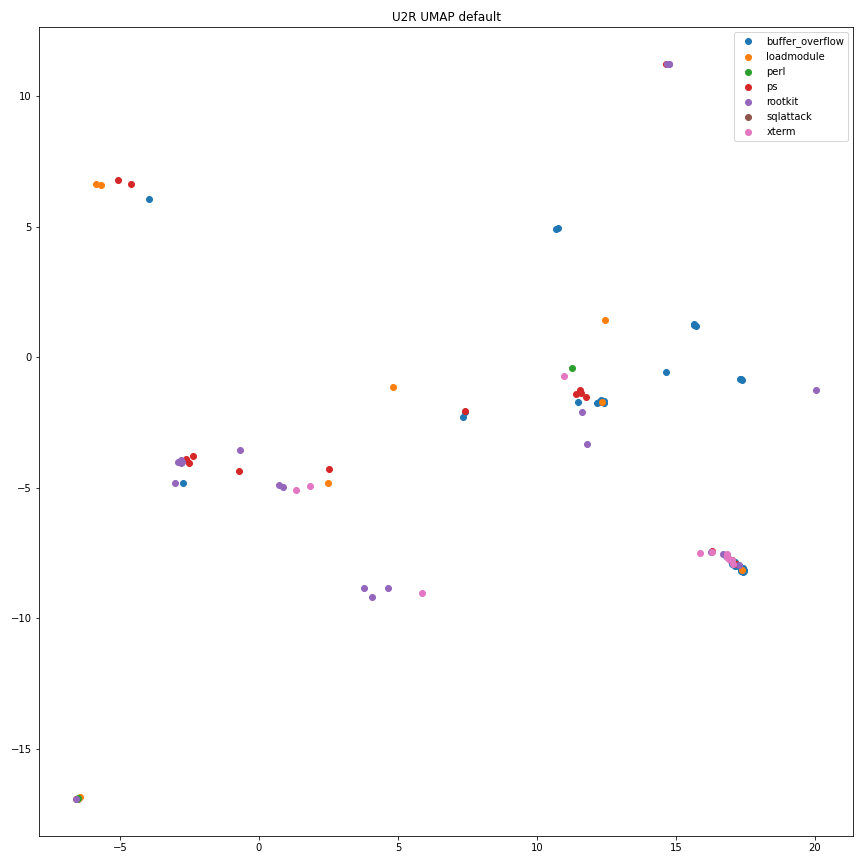 U2R UMAP default
buffer_overflow
loadmodule
perl
ps
rootkit
sqlattack
xterm
10
5
0
−5
−10
−15
−5
0
5
10
15
20